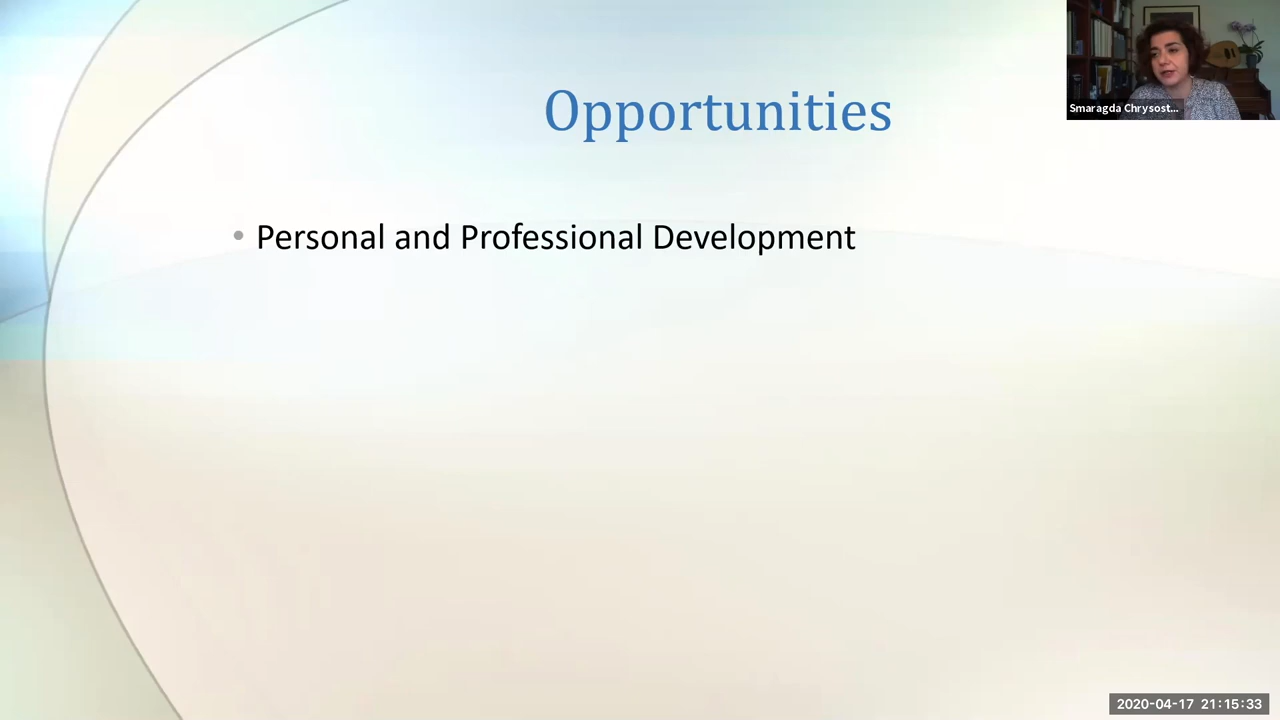 Opportunities
Smaragda Chrysost...
• Personal and Professional Development
2020-04-17 21:15:33